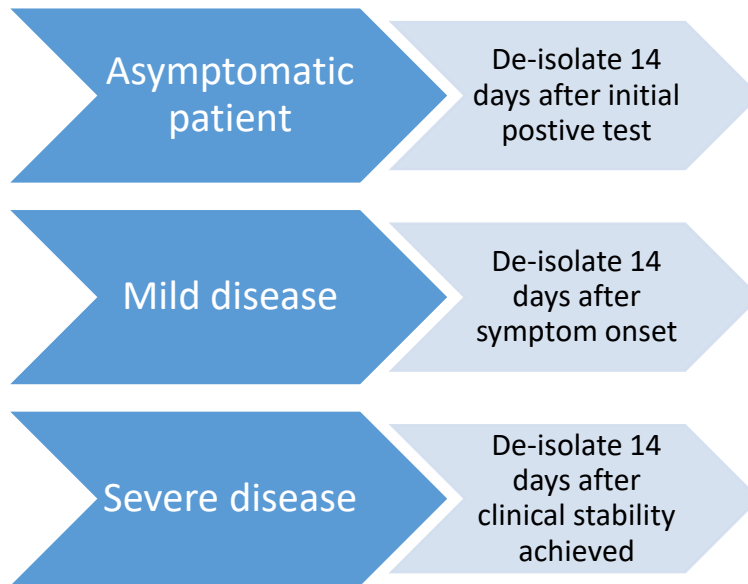 Asymptomatic
patient
De-isolate 14
days after initial
postive test
Mild disease
De-isolate 14
days after
symptom onset
Severe disease
De-isolate 14
days after
clinical stability
achieved